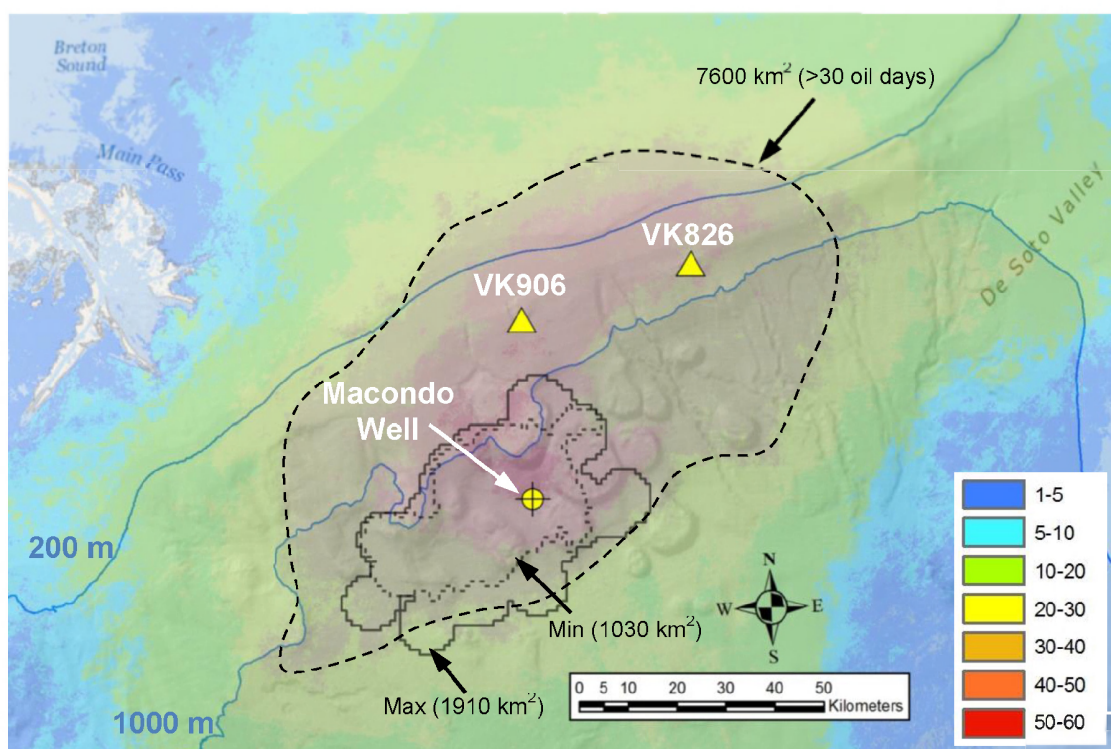 Breton
Sound
Main Pass
7600 km² (>30 oil days)
De Soto Valley
VK826
VK906
Macondo
Well
200 m
1000 m
Min (1030 km²)
Max (1910 km²)
N
W E
S
0 5 10 20 30 40 50
Kilometers
1-5
5-10
10-20
20-30
30-40
40-50
50-60